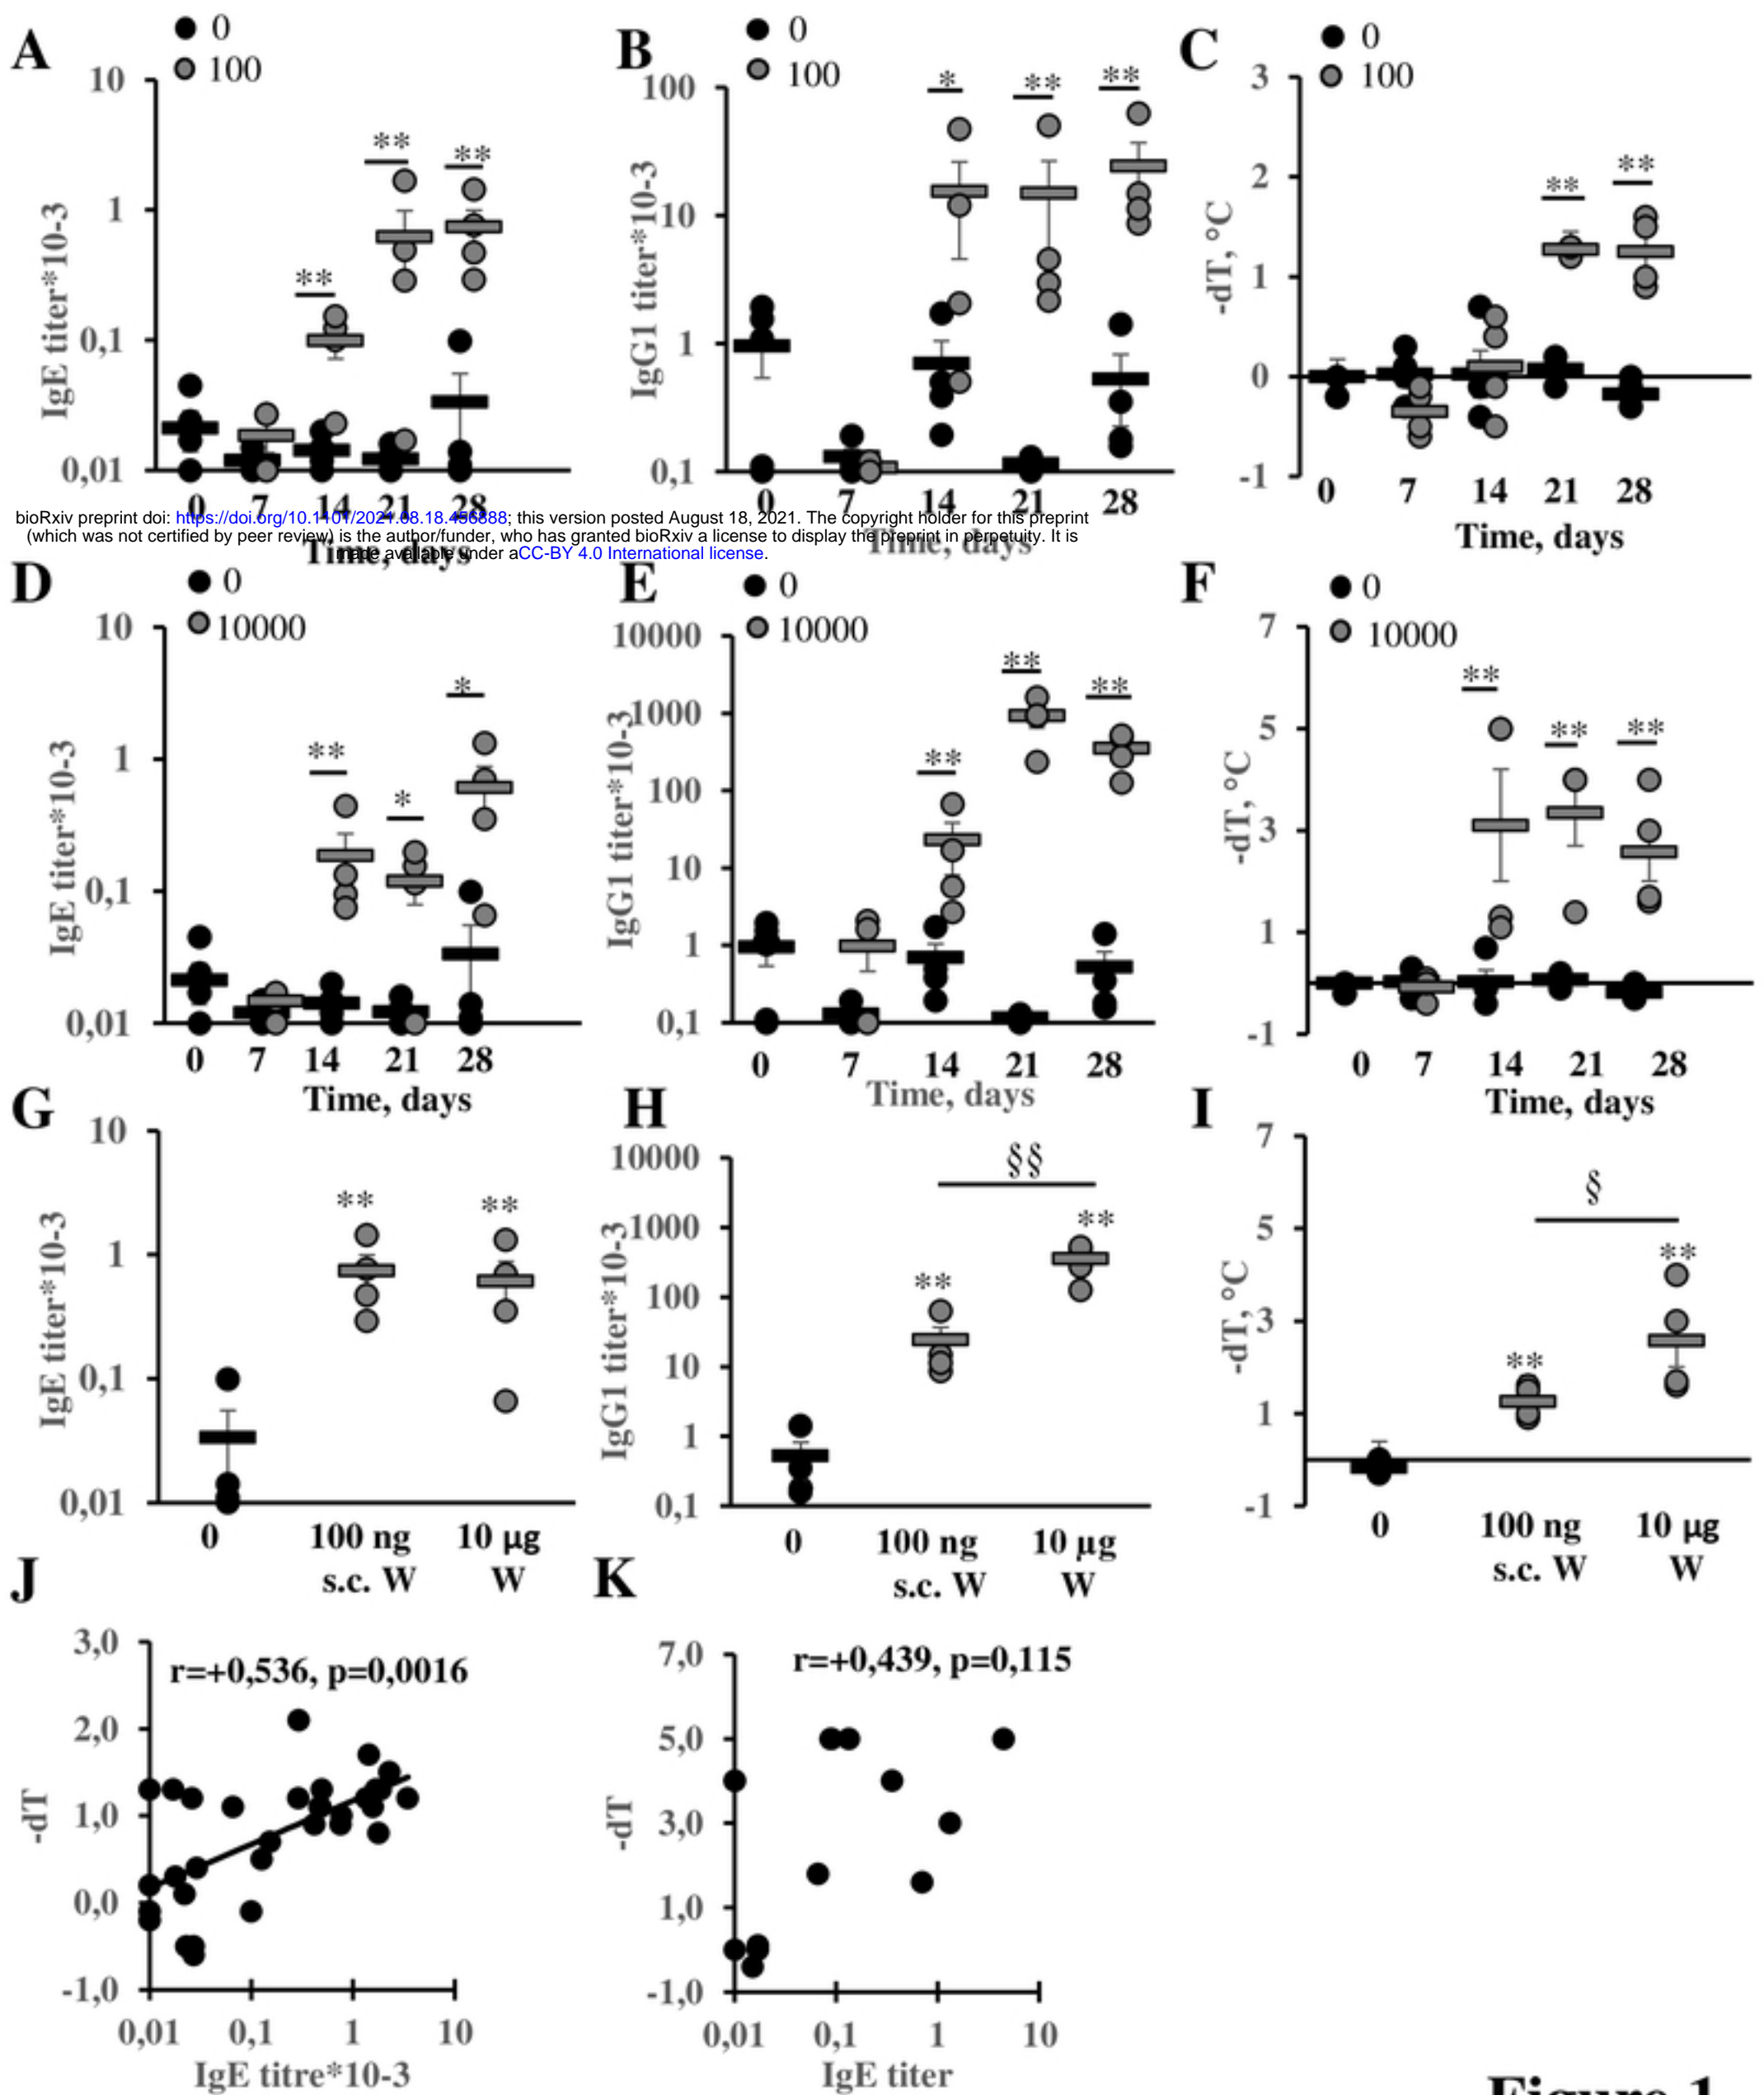 A
0
100
10
1
0,1
0,01
IgE titer*10-3
**
**
**
0 7 14 21 28
Time, days
B
0
100
100
10
1
0,1
IgG1 titer*10-3
*
**
**
0 7 14 21 28
Time, days
C
0
100
3
2
1
0
-1
-dT, °C
**
**
0 7 14 21 28
Time, days
bioRxiv preprint doi: https://doi.org/10.1101/2021.08.18.456888; this version posted August 18, 2021. The copyright holder for this preprint
(which was not certified by peer review) is the author/funder, who has granted bioRxiv a license to display the preprint in perpetuity. It is
made available under aCC-BY 4.0 International license.
D
0
10000
10
1
0,1
0,01
IgE titer*10-3
**
*
*
0 7 14 21 28
Time, days
E
0
10000
10000
1000
100
10
1
0,1
IgG1 titer*10-3
**
**
**
0 7 14 21 28
Time, days
F
0
10000
7
5
3
1
-1
-dT, °C
**
**
**
0 7 14 21 28
Time, days
G
10
1
0,1
0,01
IgE titer*10-3
**
**
0 100 ng 10 µg
s.c. W W
H
10000
1000
100
10
1
0,1
IgG1 titer*10-3
§§
**
**
0 100 ng 10 µg
s.c. W W
I
7
5
3
1
-1
-dT, °C
§
**
**
0 100 ng 10 µg
s.c. W W
J
3,0
2,0
1,0
0,0
-1,0
-dT
r=+0,536, p=0,0016
0,01 0,1 1 10
IgE titre*10-3
K
7,0
5,0
3,0
1,0
-1,0
-dT
r=+0,439, p=0,115
0,01 0,1 1 10
IgE titer
Figure 1